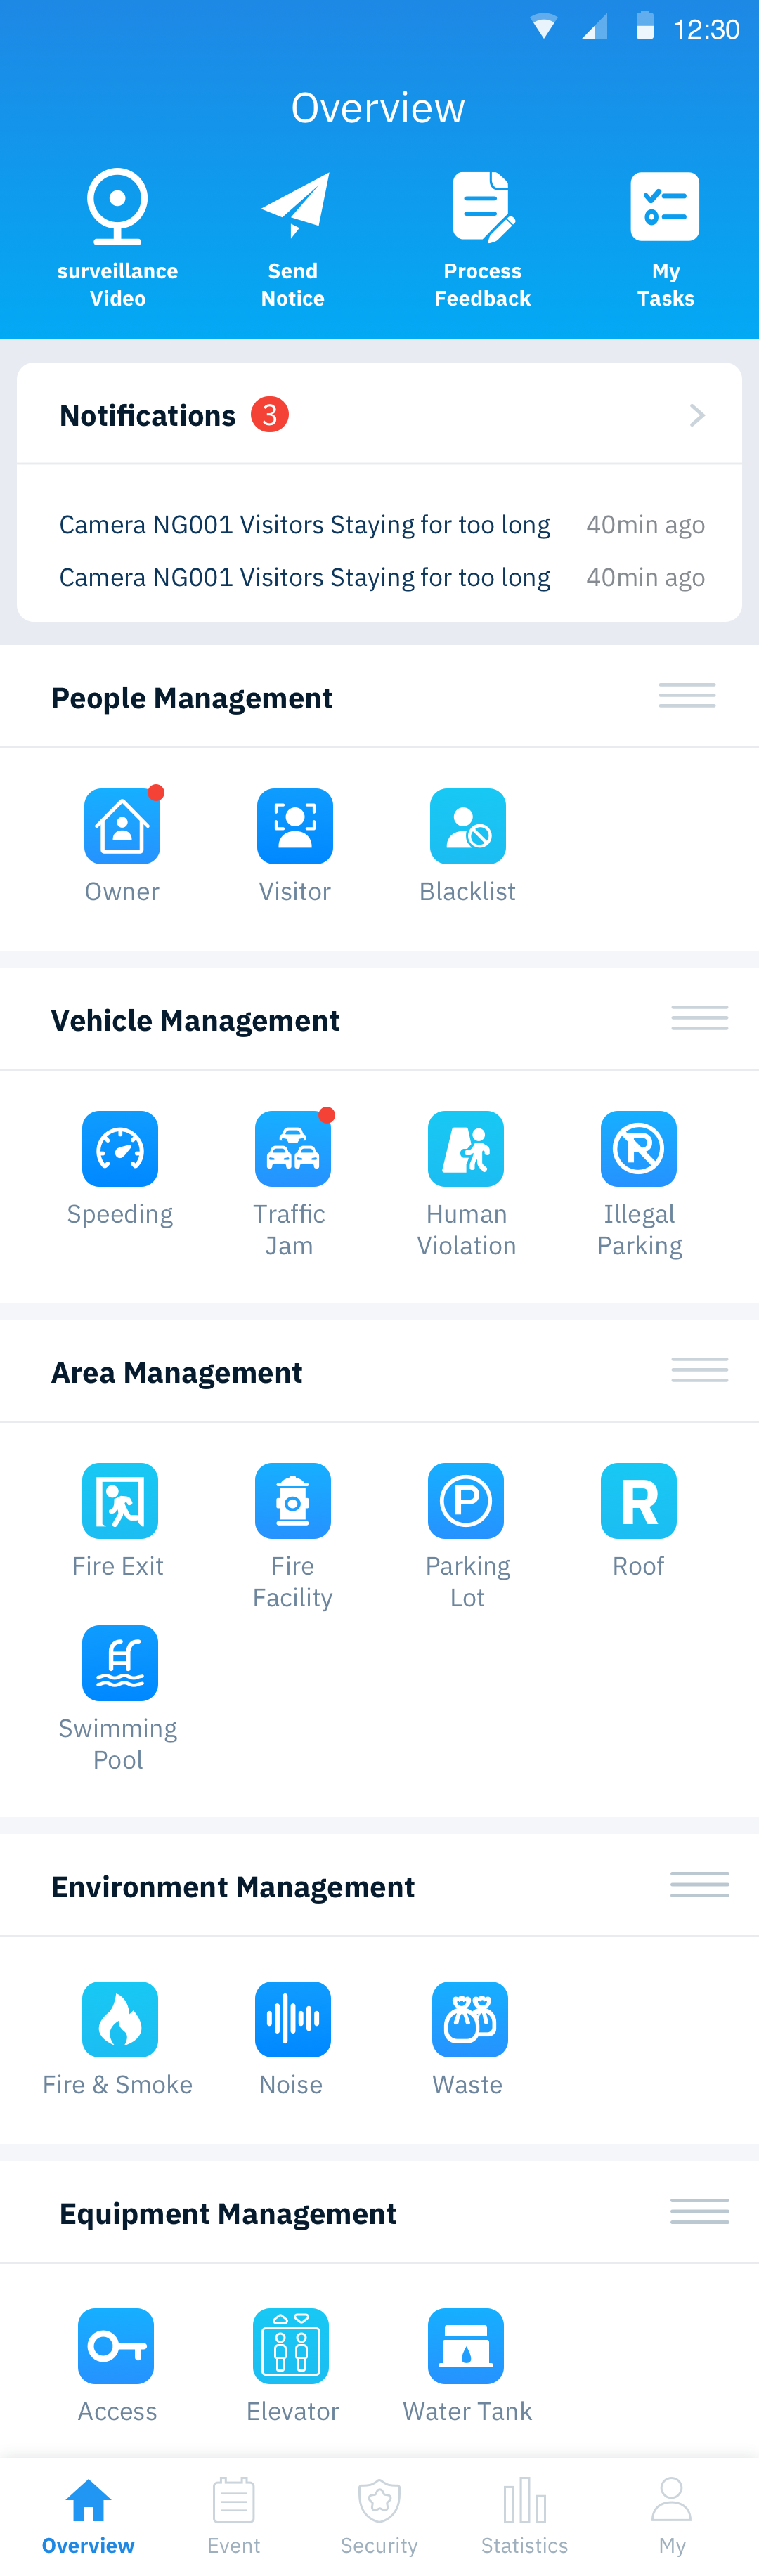 12:30
Overview
surveillance
Video
Send
Notice
Process
Feedback
My
Tasks
Notifications 3
Camera NG001 Visitors Staying for too long 40min ago
Camera NG001 Visitors Staying for too long 40min ago
People Management
Owner
Visitor
Blacklist
Vehicle Management
Speeding
Traffic
Jam
Human
Violation
R
Illegal
Parking
Area Management
Fire Exit
Fire
Facility
P
Parking
Lot
R
Roof
Swimming
Pool
Environment Management
Fire & Smoke
Noise
Waste
Equipment Management
Access
Elevator
Water Tank
Overview
Event
Security
Statistics
My